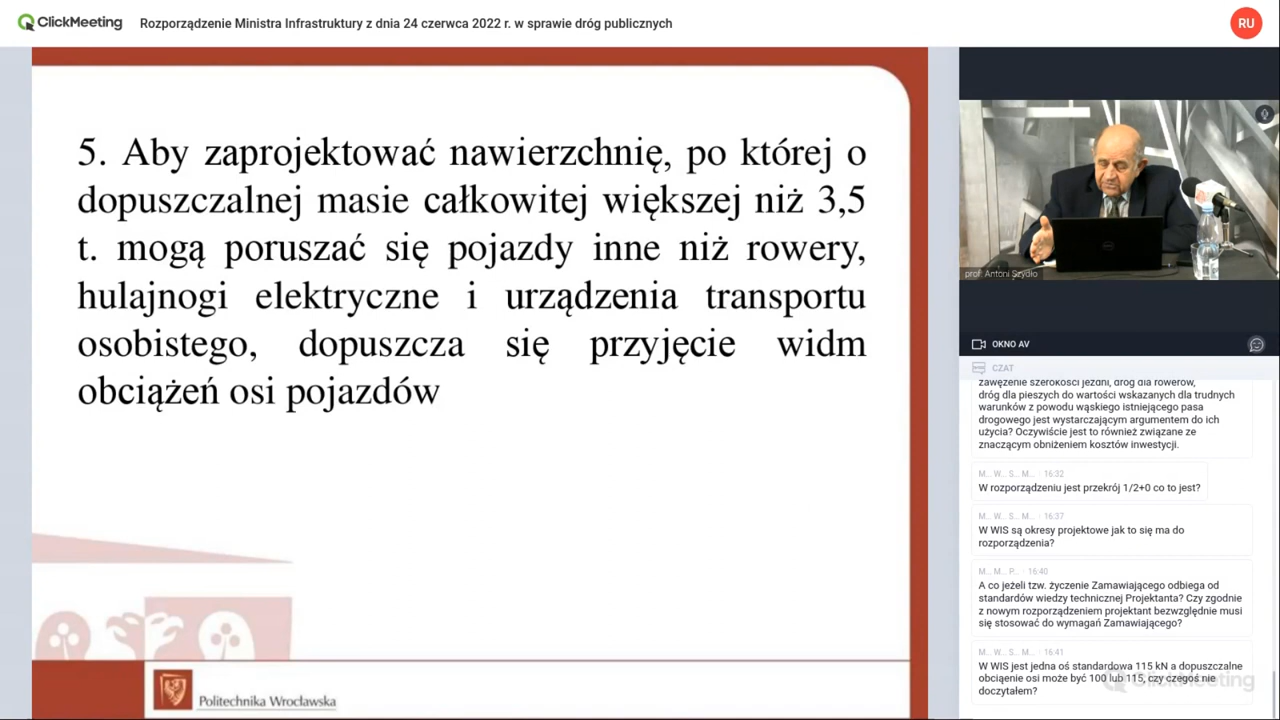 ClickMeeting
Rozporządzenie Ministra Infrastruktury z dnia 24 czerwca 2022 r. w sprawie dróg publicznych
RU
5. Aby zaprojektować nawierzchnię, po której o
dopuszczalnej masie całkowitej większej niż 3,5
t. mogą poruszać się pojazdy inne niż rowery,
hulajnogi elektryczne i urządzenia transportu
osobistego, dopuszcza się przyjęcie widm
obciążeń osi pojazdów
Politechnika Wrocławska
prof. Antoni Szydło
OKNO AV
CZAT
zawężenie szerokości jezdni, dróg dla rowerów,
dróg dla pieszych do wartości wskazanych dla trudnych
warunków z powodu wąskiego istniejącego pasa
drogowego jest wystarczającym argumentem do ich
użycia? Oczywiście jest to również związane ze
znaczącym obniżeniem kosztów inwestycji.
M... W... S... M... · 16:32
W rozporządzeniu jest przekrój 1/2+0 co to jest?
M... W... S... M... · 16:37
W WIS są okresy projektowe jak to się ma do
rozporządzenia?
M... M... P... · 16:40
A co jeżeli tzw. życzenie Zamawiającego odbiega od
standardów wiedzy technicznej Projektanta? Czy zgodnie
z nowym rozporządzeniem projektant bezwzględnie musi
się stosować do wymagań Zamawiającego?
M... W... S... M... · 16:41
W WIS jest jedna oś standardowa 115 kN a dopuszczalne
obciąenie osi może być 100 lub 115, czy czegoś nie
doczytałem?
ClickMeeting